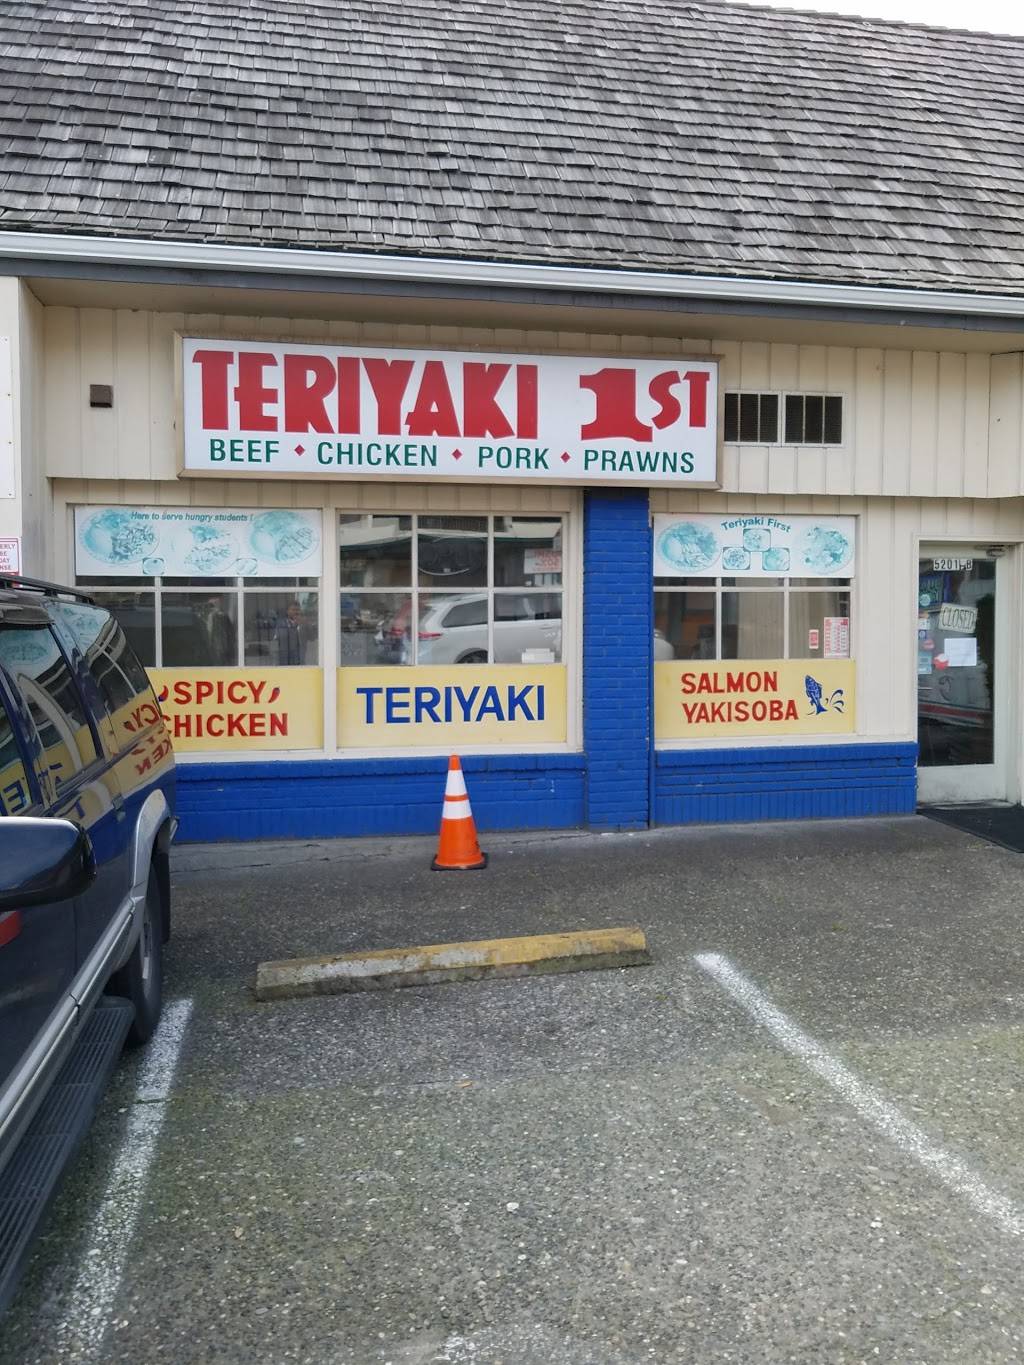 TERIYAKI 1ST
BEEF • CHICKEN • PORK • PRAWNS
Here to serve hungry students!
Teriyaki First
5201
B
CLOSED
SPICY
CHICKEN
TERIYAKI
SALMON
YAKISOBA